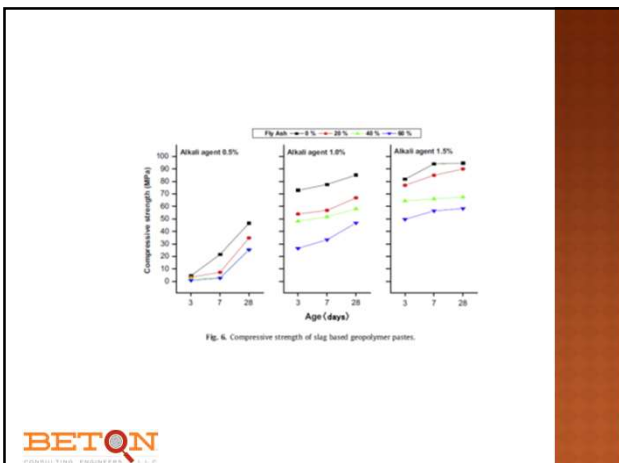 Fly Ash 0 % 20 % 40 % 60 %
Alkali agent 0.5%
Alkali agent 1.0%
Alkali agent 1.5%
Compressive strength (MPa)
100
90
80
70
60
50
40
30
20
10
0
3 7 28
3 7 28
3 7 28
Age (days)
Fig. 6. Compressive strength of slag based geopolymer pastes.
BETON
CONSULTING ENGINEERS L L C